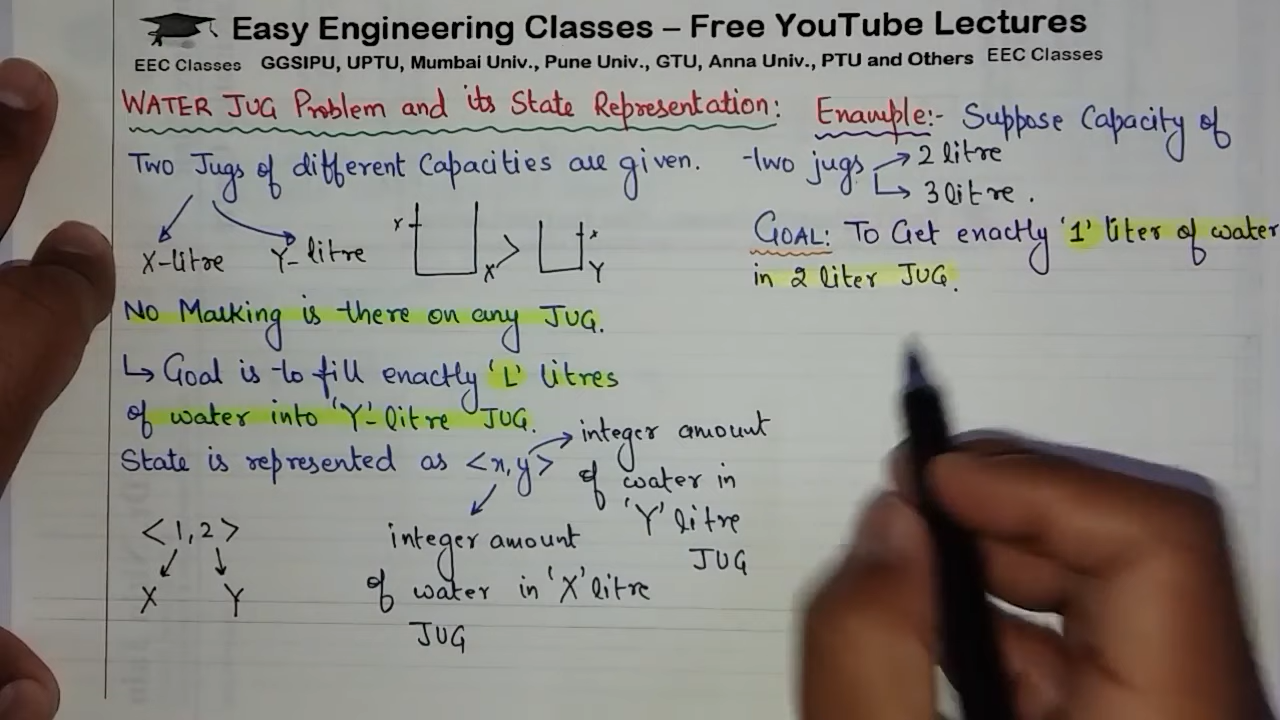 Easy Engineering Classes – Free YouTube Lectures
EEC Classes GGSIPU, UPTU, Mumbai Univ., Pune Univ., GTU, Anna Univ., PTU and Others EEC Classes
WATER JUG Problem and its State Representation:
Two Jugs of different Capacities are given.
X-litre
Y-litre
x
X
>
x
Y
No Marking is there on any JUG.
↳ Goal is to fill exactly 'L' litres
of water into 'Y'-litre JUG.
State is represented as <x,y>
integer amount
of water in
'Y' litre
JUG
integer amount
of water in 'X' litre
JUG
<1,2>
X
Y
Example:- Suppose Capacity of
two jugs
2 litre
3 litre.
GOAL: To Get exactly '1' liter of water
in 2 liter JUG.